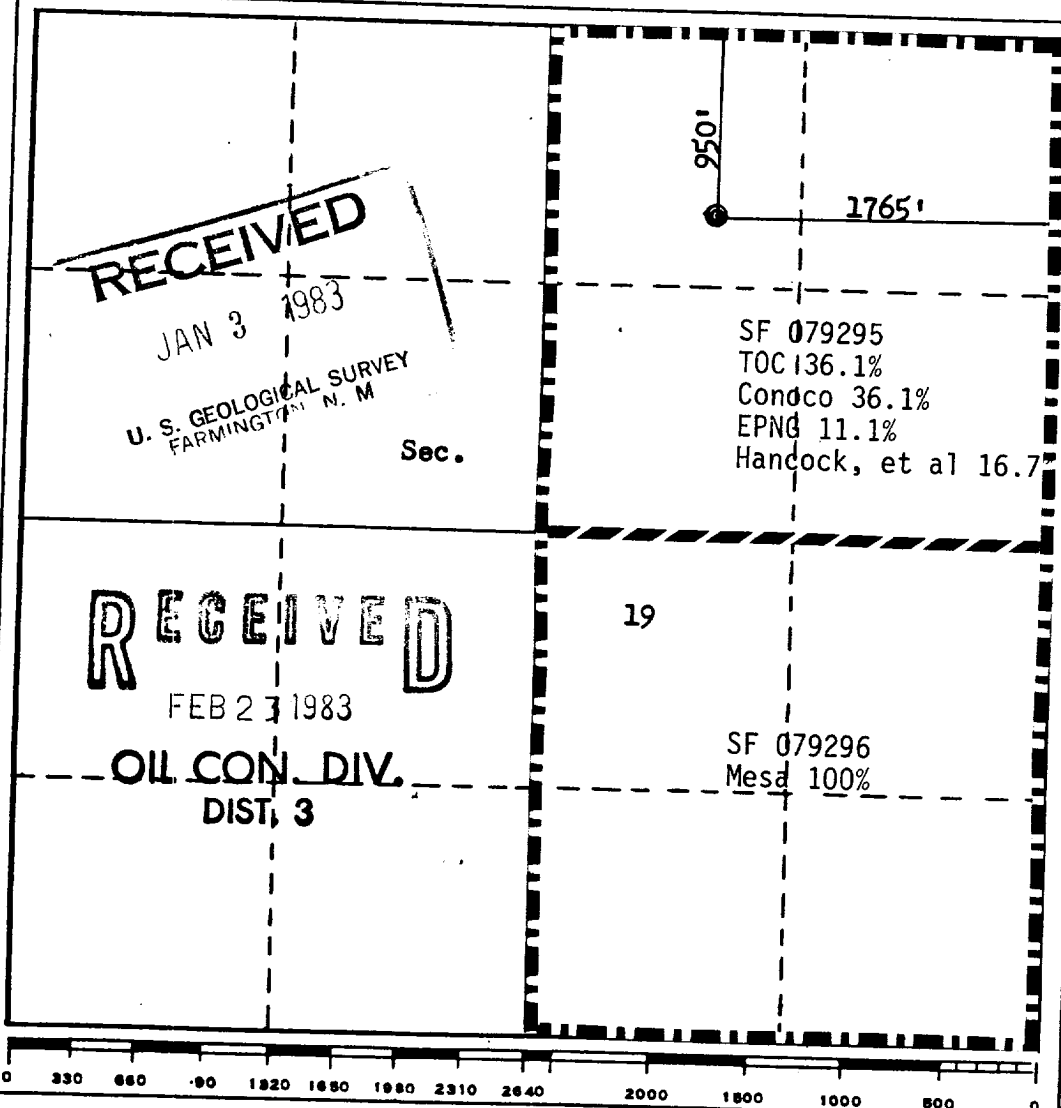 950'
1765'
RECEIVED
JAN 3 1983
U. S. GEOLOGICAL SURVEY
FARMINGTON, N. M
Sec.
SF 079295
TOC 36.1%
Conoco 36.1%
EPNG 11.1%
Hancock, et al 16.7
19
RECEIVED
FEB 23 1983
OIL CON. DIV.
DIST. 3
SF 079296
Mesa 100%
0 330 660 90 1320 1650 1980 2310 2640 2000 1500 1000 500 0